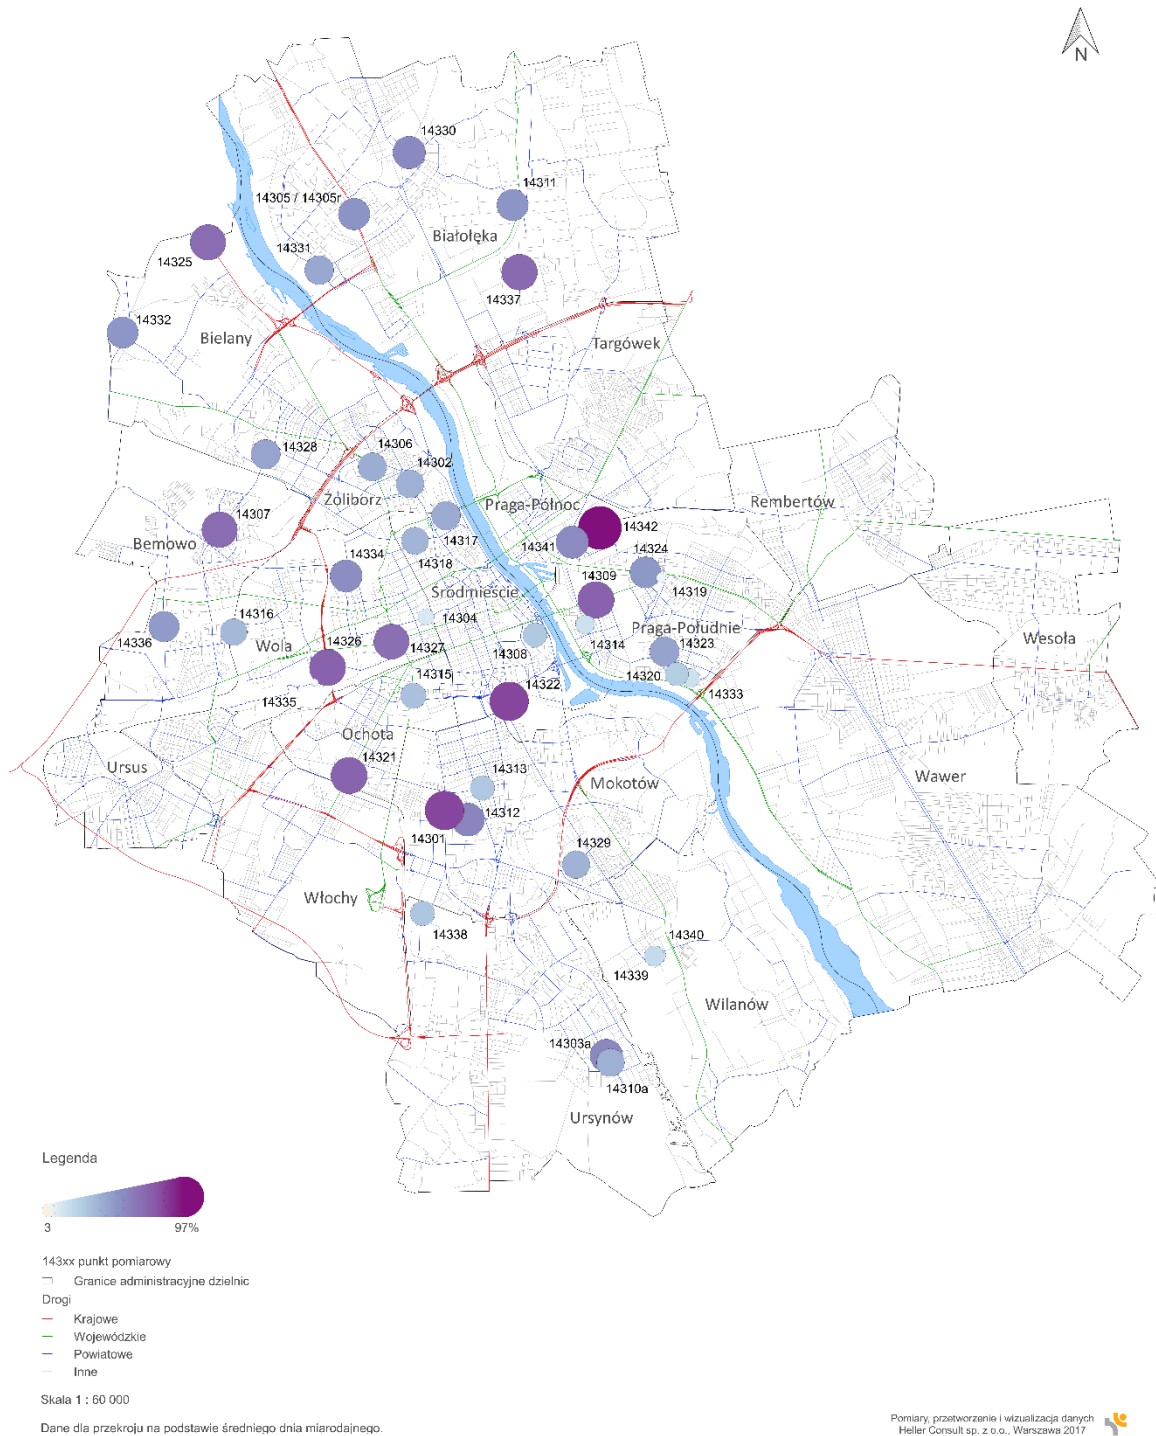 N
14330
14311
14305 / 14305r
Białołęka
14331
14325
14337
14332
Bielany
Targówek
14306
14328
14302
Żoliborz
Praga-Północ
Rembertów
14307
14342
Bemowo
14317
14341
14324
14334
14318
14309
Śródmieście
14319
14316
14304
Praga-Południe
14336
Wola
14326
14327
14308
14314
14323
Wesoła
14315
14320
14322
14333
14335
Ochota
14321
Ursus
14313
Mokotów
Wawer
14312
14301
14329
Włochy
14338
14340
14339
Wilanów
14303a
14310a
Ursynów
Legenda
3 97%
143xx punkt pomiarowy
Granice administracyjne dzielnic
Drogi
Krajowe
Wojewódzkie
Powiatowe
Inne
Skala 1 : 60 000
Dane dla przekroju na podstawie średniego dnia miarodajnego.
Pomiary, przetworzenie i wizualizacja danych
Heller Consult sp. z o.o., Warszawa 2017